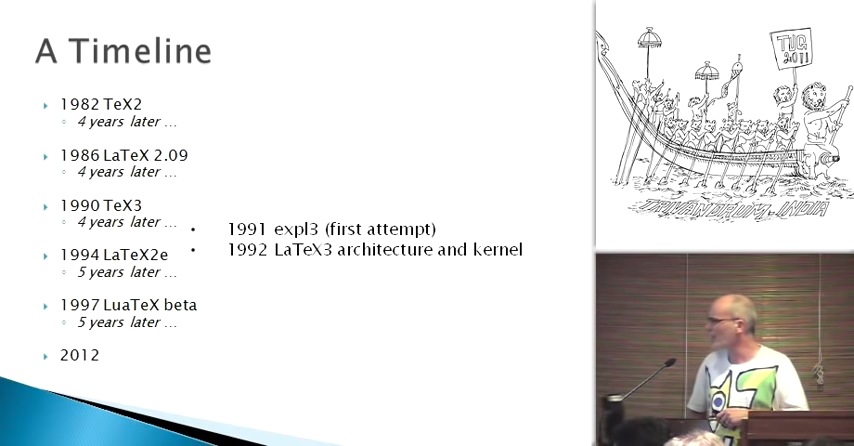 A Timeline
1982 TeX2
4 years later ...
1986 LaTeX 2.09
4 years later ...
1990 TeX3
4 years later ...
1991 expl3 (first attempt)
1992 LaTeX3 architecture and kernel
1994 LaTeX2e
5 years later ...
1997 LuaTeX beta
5 years later ...
2012
TUG
2011
TRIVANDRUM, INDIA